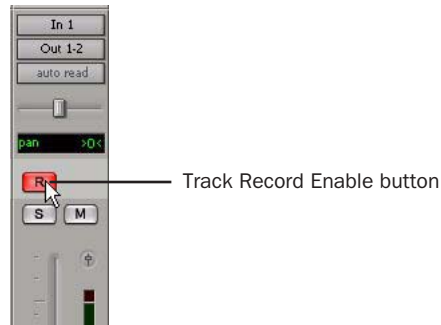 In 1
Out 1-2
auto read
pan >0<
R
Track Record Enable button
S M